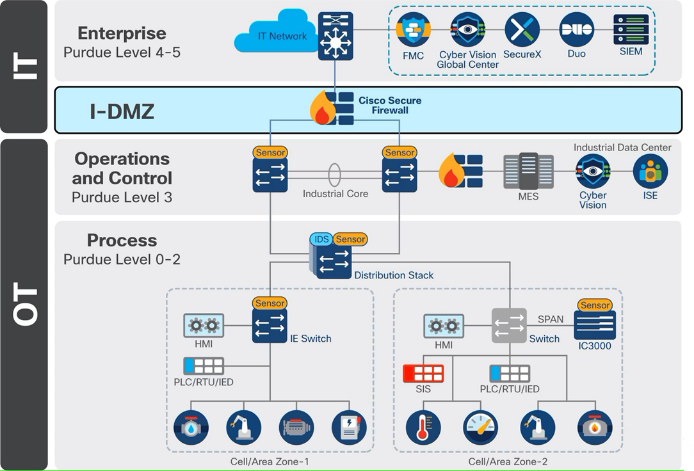 IT
Enterprise
Purdue Level 4-5
IT Network
FMC
Cyber Vision
Global Center
SecureX
Duo
SIEM
I-DMZ
Cisco Secure
Firewall
OT
Operations
and Control
Purdue Level 3
Sensor
Sensor
Industrial Core
Industrial Data Center
MES
Cyber
Vision
ISE
Process
Purdue Level 0-2
IDS
Sensor
Distribution Stack
Sensor
HMI
IE Switch
PLC/RTU/IED
Cell/Area Zone-1
HMI
Switch
SPAN
Sensor
IC3000
SIS
PLC/RTU/IED
Cell/Area Zone-2